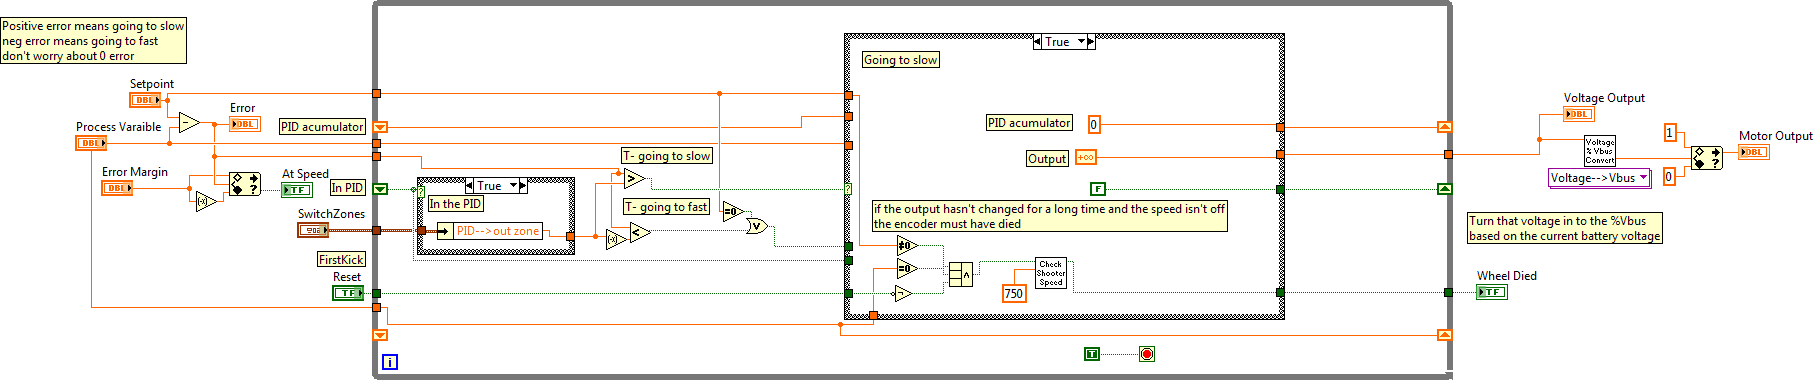 Positive error means going to slow
neg error means going to fast
don't worry about 0 error
Setpoint
DBL
Error
DBL
Process Varaible
DBL
Error Margin
DBL
At Speed
TF
SwitchZones
FirstKick
Reset
TF
PID acumulator
In PID
True
In the PID
PID-->out zone
T- going to slow
T- going to fast
=0
True
Going to slow
PID acumulator
0
Output
+∞
F
if the output hasn't changed for a long time and the speed isn't off
the encoder must have died
≠0
=0
Check
Shooter
Speed
750
i
T
Voltage Output
DBL
Voltage
% Vbus
Convert
Voltage-->Vbus
1
0
Motor Output
DBL
Turn that voltage in to the %Vbus
based on the current battery voltage
Wheel Died
TF